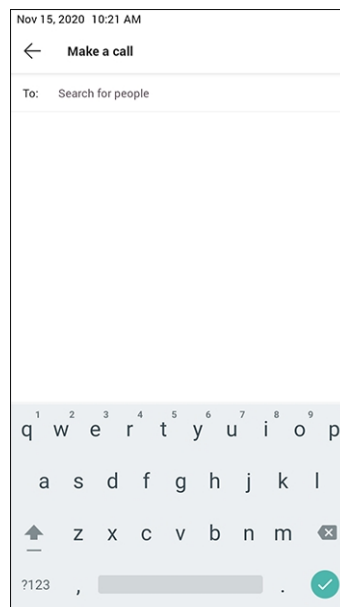 Nov 15, 2020 10:21 AM
Make a call
To: Search for people
1 2 3 4 5 6 7 8 9
q w e r t y u i o p
a s d f g h j k l
z x c v b n m
?123 , .